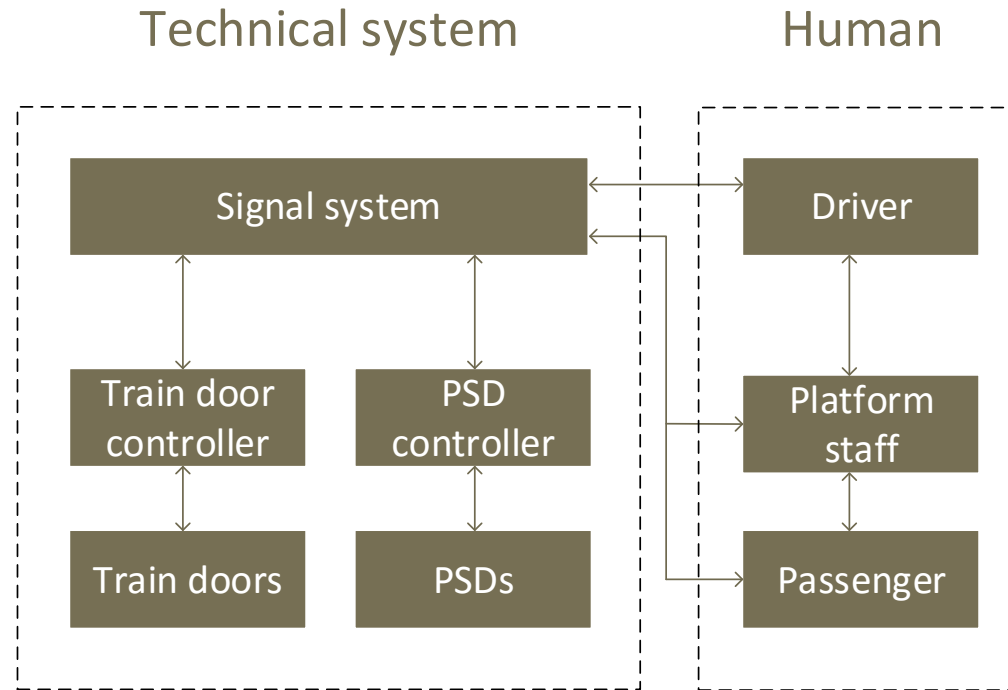 Technical system
Human
Signal system
Driver
Train door
controller
PSD
controller
Platform
staff
Train doors
PSDs
Passenger